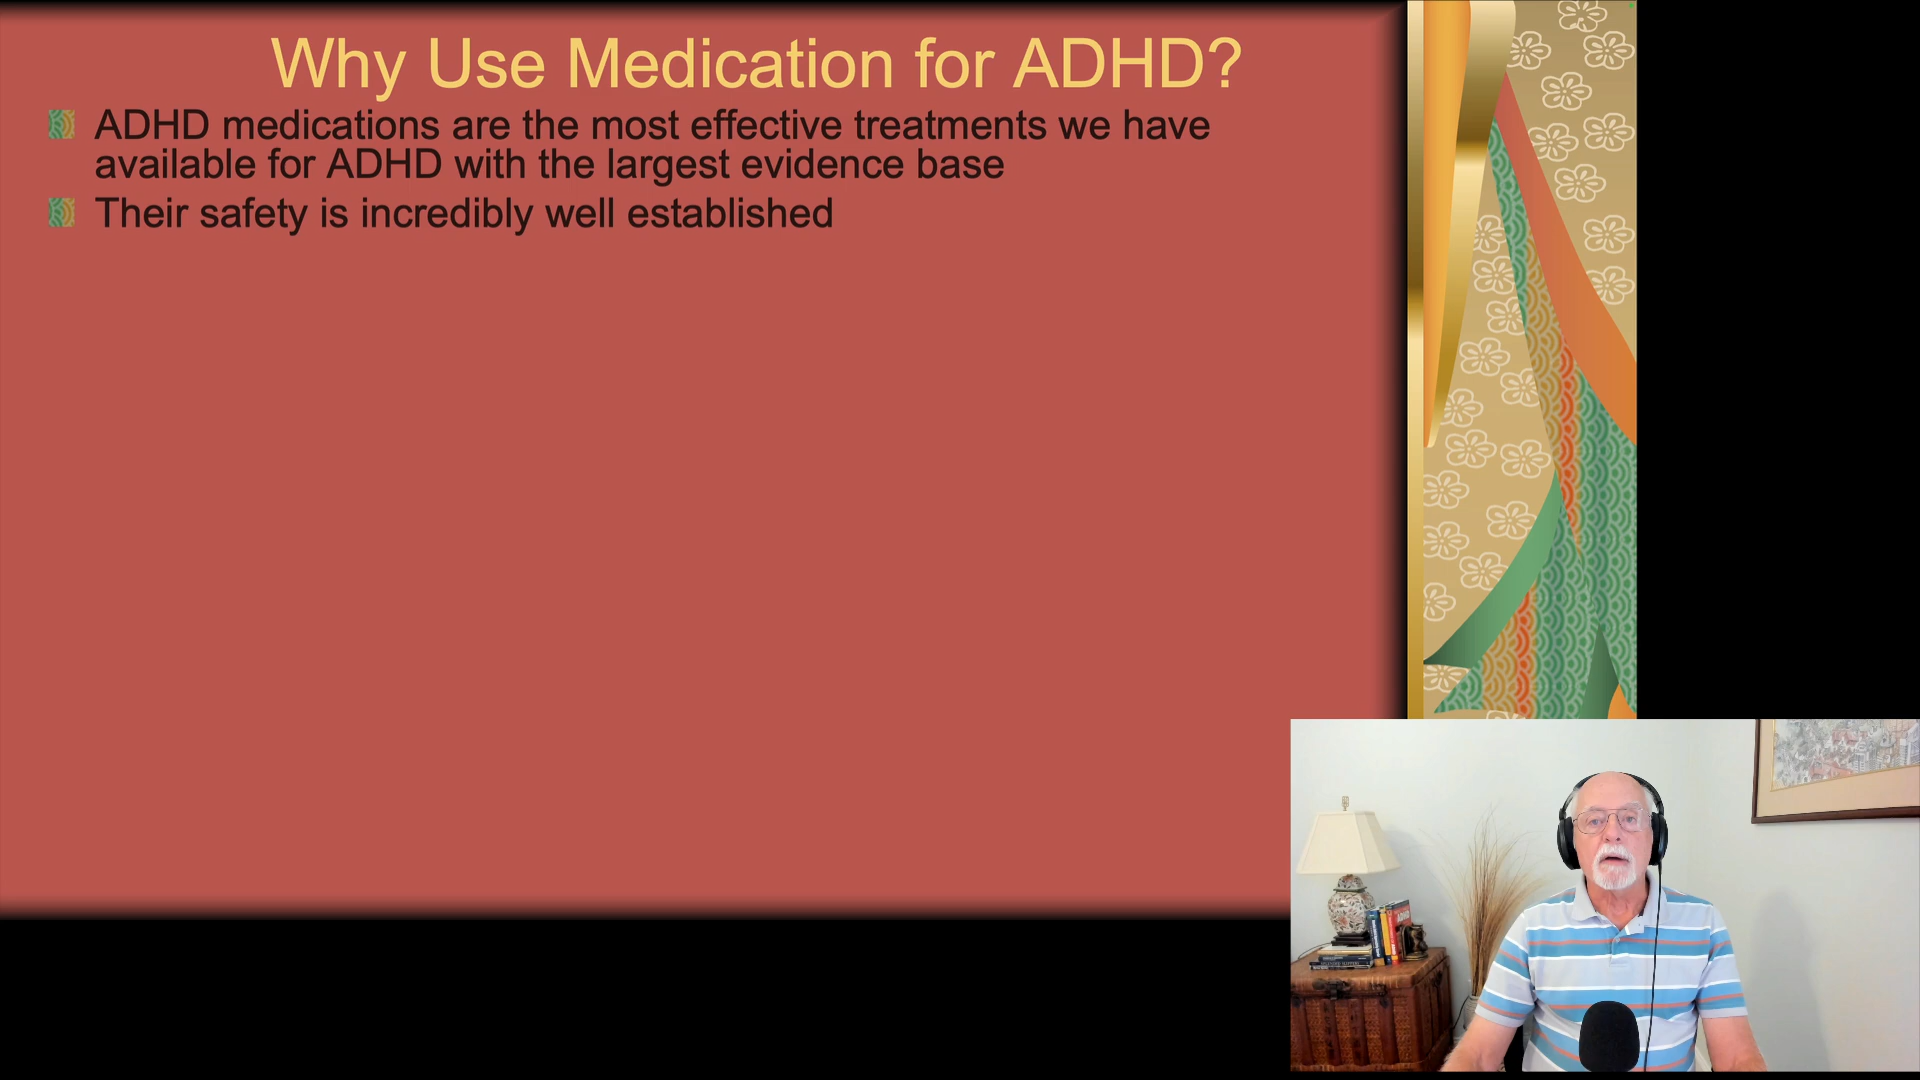 Why Use Medication for ADHD?
ADHD medications are the most effective treatments we have
available for ADHD with the largest evidence base
Their safety is incredibly well established